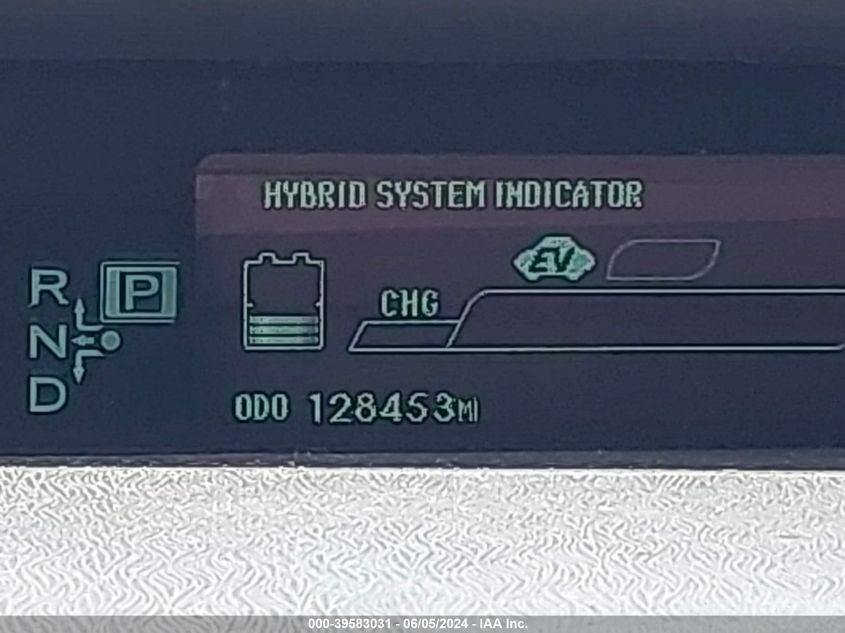 HYBRID SYSTEM INDICATOR
EV
R P
CHG
N
D
ODO 128453MI
000-39583031 - 06/05/2024 - IAA Inc.